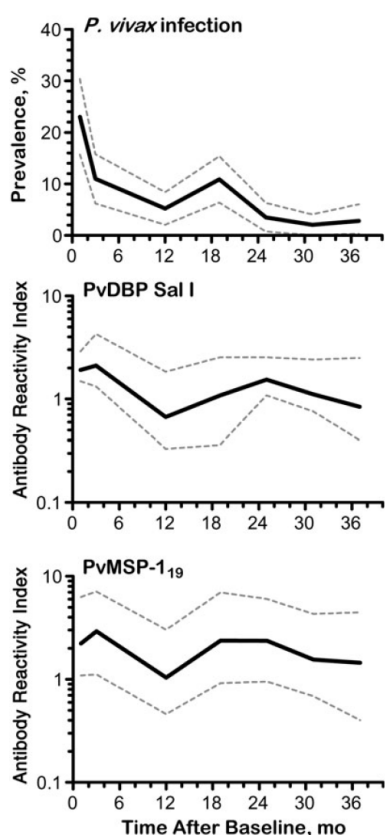 P. vivax infection
Prevalence, %
40
30
20
10
0
0 6 12 18 24 30 36
PvDBP Sal I
Antibody Reactivity Index
10
1
0.1
0 6 12 18 24 30 36
PvMSP-1₁₉
Antibody Reactivity Index
10
1
0.1
0 6 12 18 24 30 36
Time After Baseline, mo